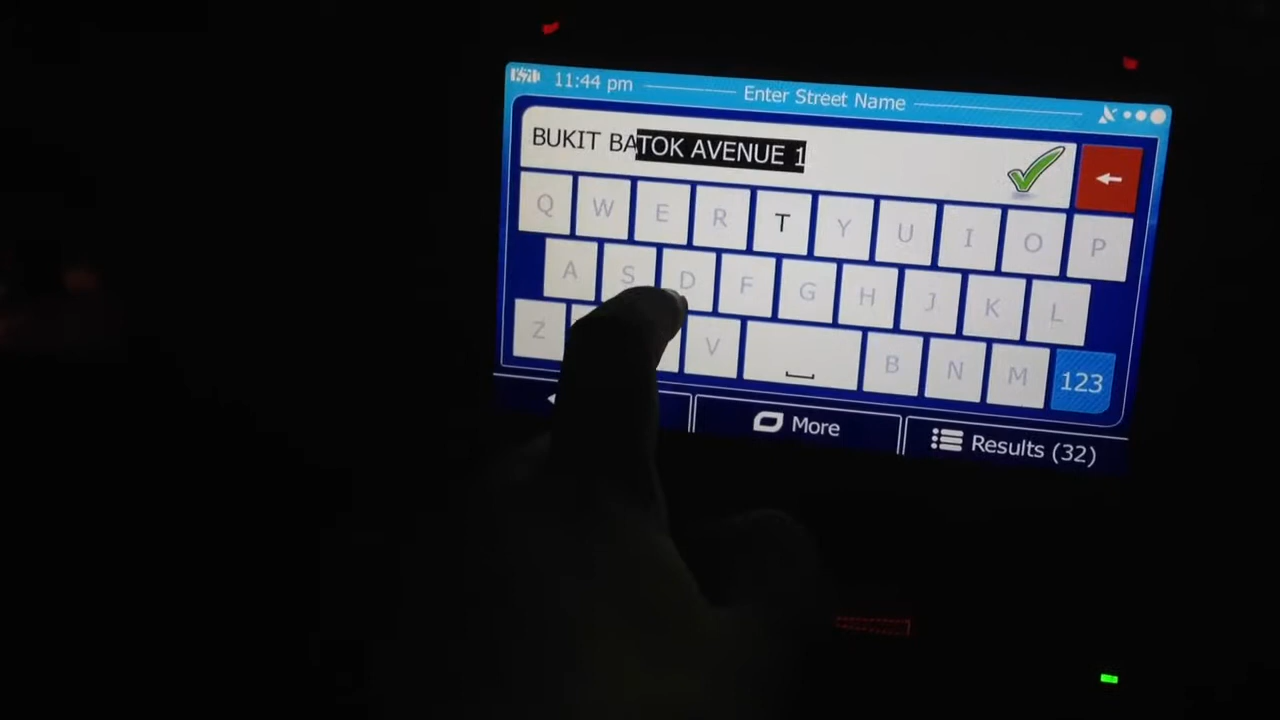 11:44 pm
Enter Street Name
BUKIT BATOK AVENUE 1
Q W E R T Y U I O P
A S D F G H J K L
Z V B N M 123
More
Results (32)